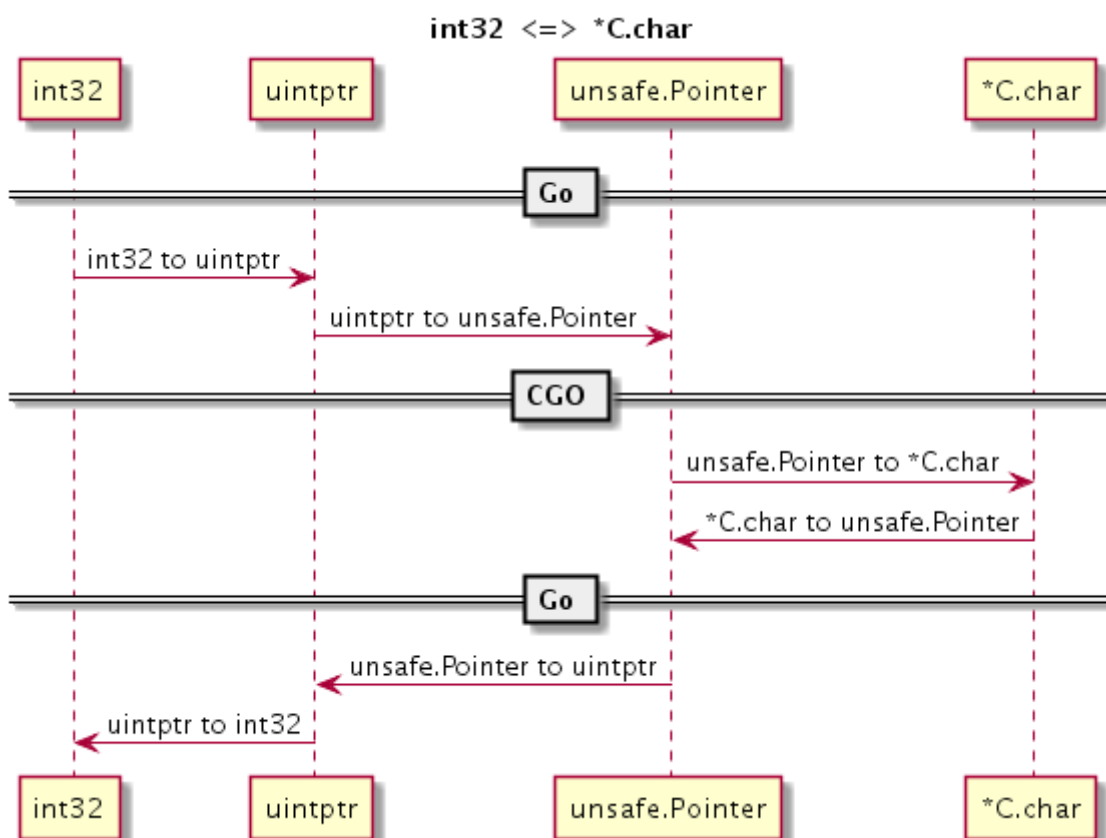 int32 <=> *C.char
int32 uintptr unsafe.Pointer *C.char
Go
int32 to uintptr
uintptr to unsafe.Pointer
CGO
unsafe.Pointer to *C.char
*C.char to unsafe.Pointer
Go
unsafe.Pointer to uintptr
uintptr to int32
int32 uintptr unsafe.Pointer *C.char